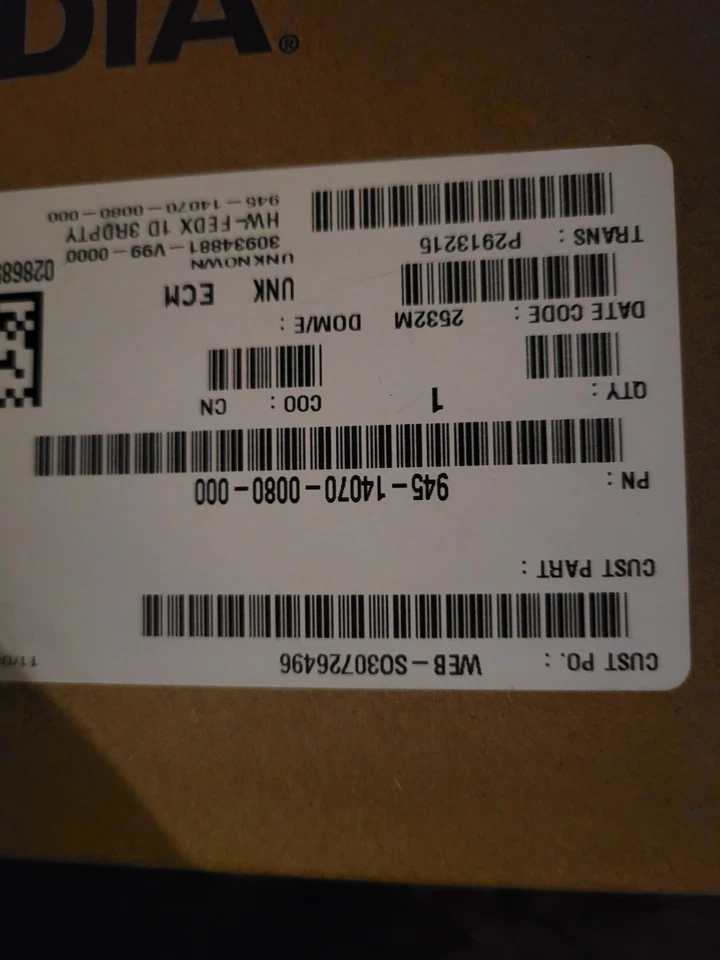 DIA®
CUST PO.: WEB-SO30726496
CUST PART :
PN : 945-14070-0080-000
QTY : 1 COO : CN
DATE CODE : 2532M DOM/E :
UNK ECM
TRANS : P2913215 UNKNOWN
30934881-V99-0000
HW-FEDX 1D 3RDPTY
945-14070-0080-000